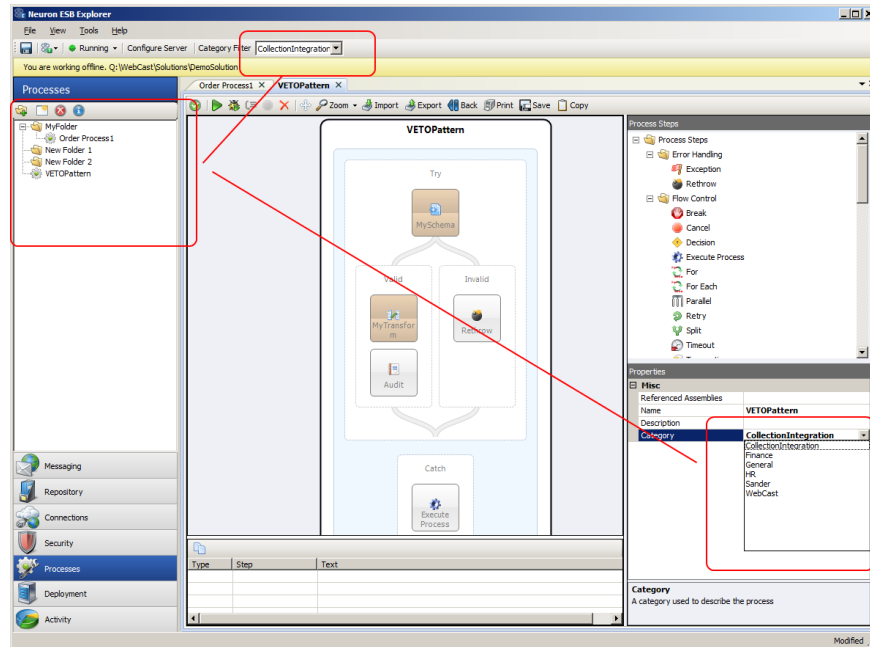 Neuron ESB Explorer
File View Tools Help
Running Configure Server Category Filter CollectionIntegration
You are working offline. Q:\WebCast\Solutions\DemoSolution
Processes
Order Process1 VETOPattern
Zoom Import Export Back Print Save Copy
MyFolder
Order Process1
New Folder 1
New Folder 2
VETOPattern
VETOPattern
Try
MySchema
Valid Invalid
MyTransfor
m
Rethrow
Audit
Catch
Execute
Process
Process Steps
Process Steps
Error Handling
Exception
Rethrow
Flow Control
Break
Cancel
Decision
Execute Process
For
For Each
Parallel
Retry
Split
Timeout
Properties
Misc
Referenced Assemblies
Name VETOPattern
Description
Category CollectionIntegration
CollectionIntegration
Finance
General
HR
Sander
WebCast
Category
A category used to describe the process
Messaging
Repository
Connections
Security
Processes
Deployment
Activity
Type Step Text
Modified